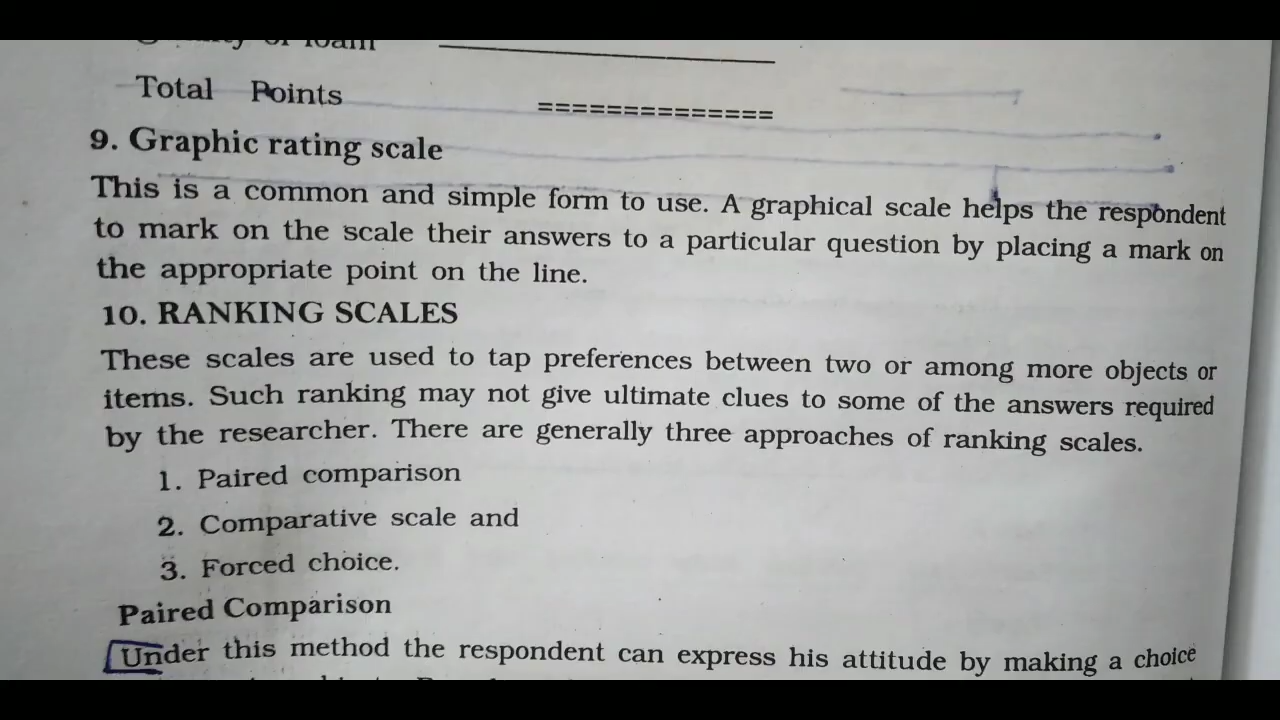 of loam
Total Points
==============
9. Graphic rating scale
This is a common and simple form to use. A graphical scale helps the respondent
to mark on the scale their answers to a particular question by placing a mark on
the appropriate point on the line.
10. RANKING SCALES
These scales are used to tap preferences between two or among more objects or
items. Such ranking may not give ultimate clues to some of the answers required
by the researcher. There are generally three approaches of ranking scales.
1. Paired comparison
2. Comparative scale and
3. Forced choice.
Paired Comparison
Under this method the respondent can express his attitude by making a choice